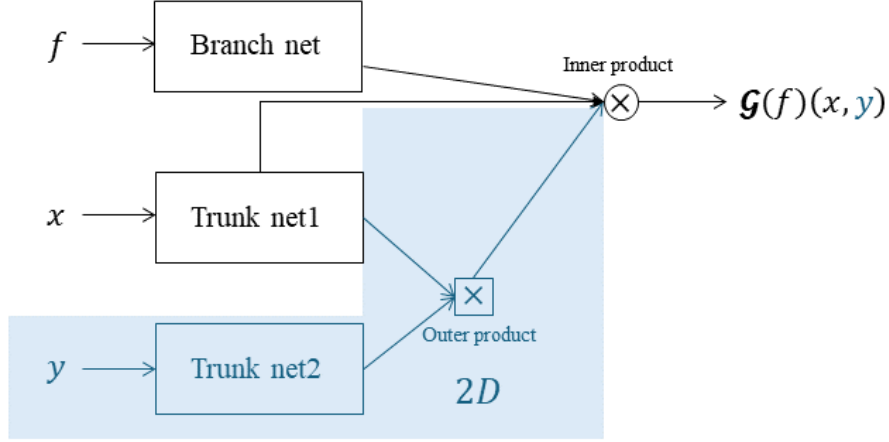 f
Branch net
Inner product
×
𝓖(f)(x, y)
x
Trunk net1
×
Outer product
y
Trunk net2
2D